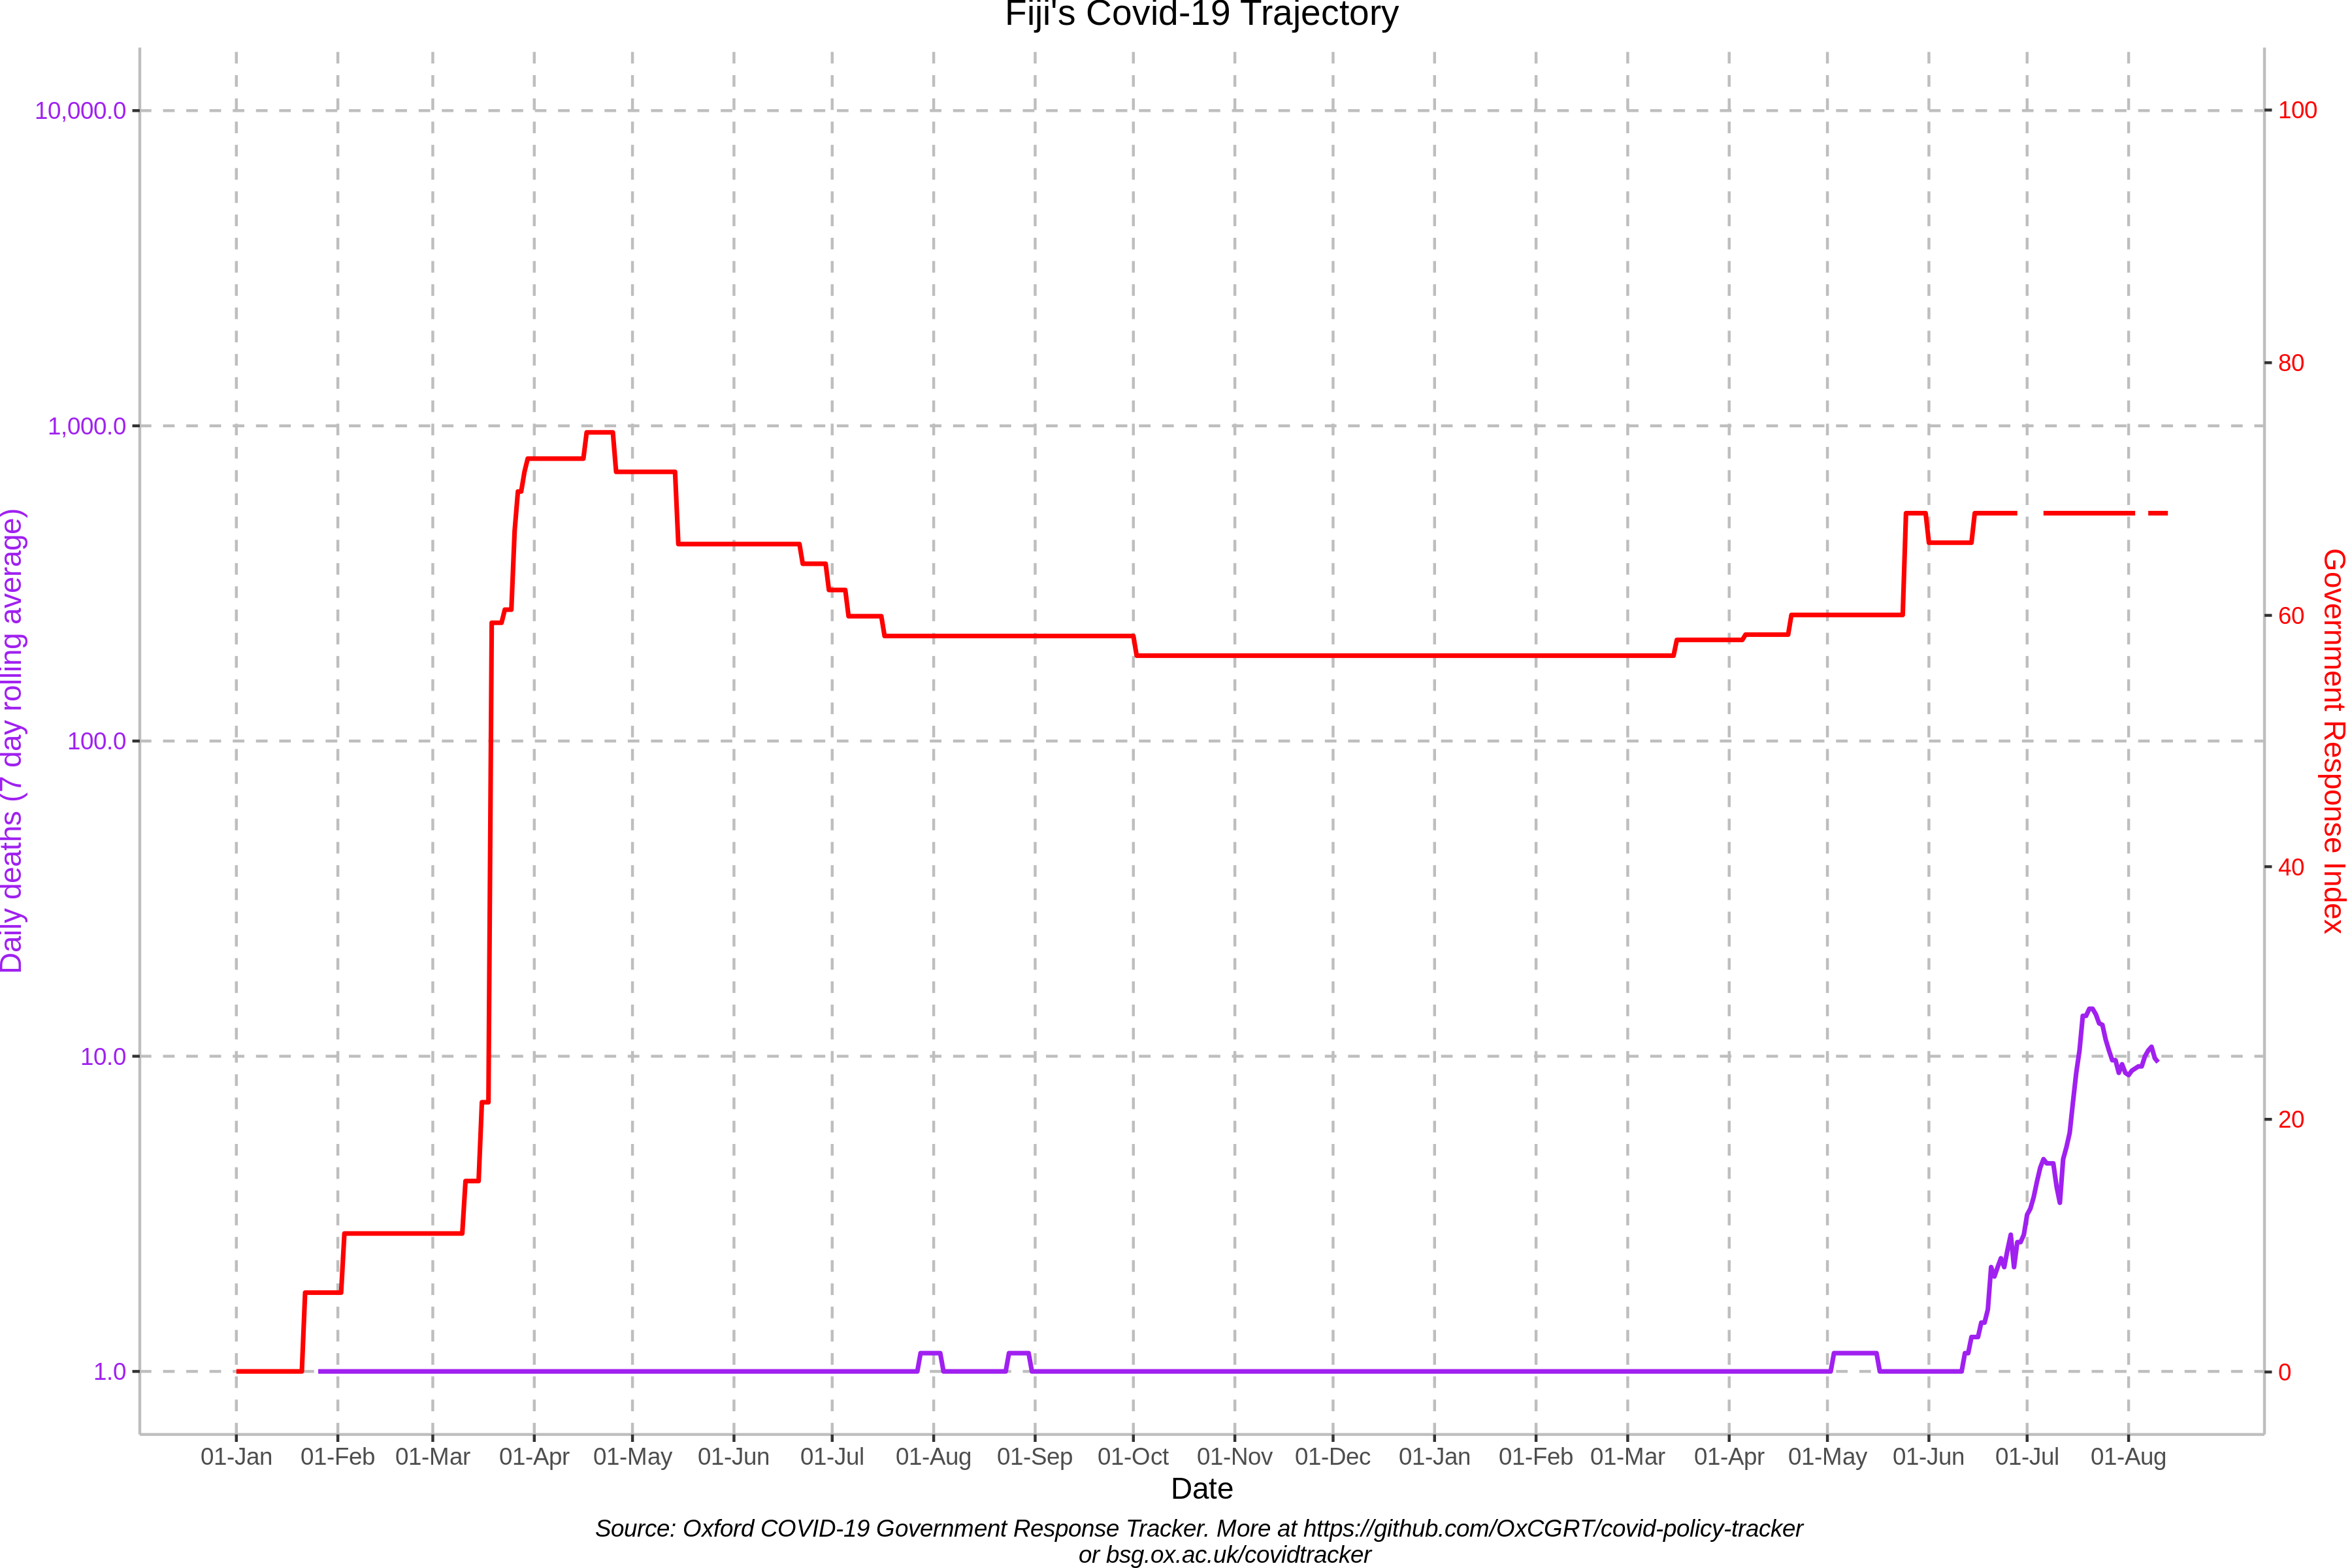 Fiji's Covid-19 Trajectory
10,000.0
1,000.0
100.0
10.0
1.0
Daily deaths (7 day rolling average)
100
80
60
40
20
0
Government Response Index
01-Jan 01-Feb 01-Mar 01-Apr 01-May 01-Jun 01-Jul 01-Aug 01-Sep 01-Oct 01-Nov 01-Dec 01-Jan 01-Feb 01-Mar 01-Apr 01-May 01-Jun 01-Jul 01-Aug
Date
Source: Oxford COVID-19 Government Response Tracker. More at https://github.com/OxCGRT/covid-policy-tracker
or bsg.ox.ac.uk/covidtracker